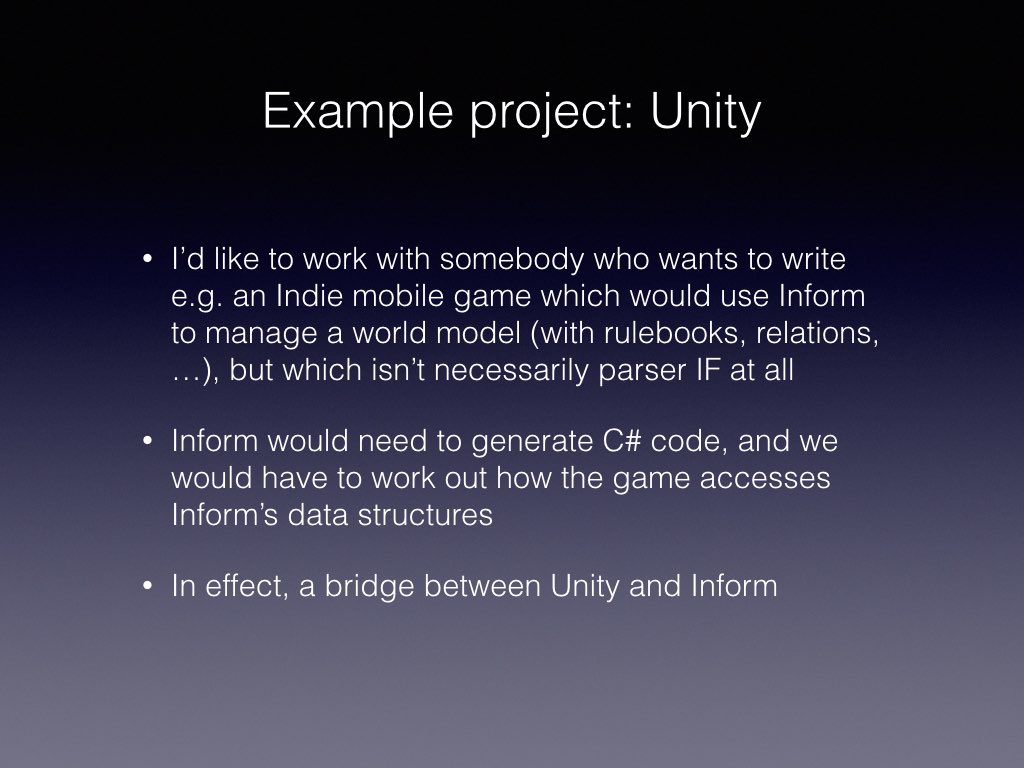 Example project: Unity
• I’d like to work with somebody who wants to write
e.g. an Indie mobile game which would use Inform
to manage a world model (with rulebooks, relations,
…), but which isn’t necessarily parser IF at all
• Inform would need to generate C# code, and we
would have to work out how the game accesses
Inform’s data structures
• In effect, a bridge between Unity and Inform